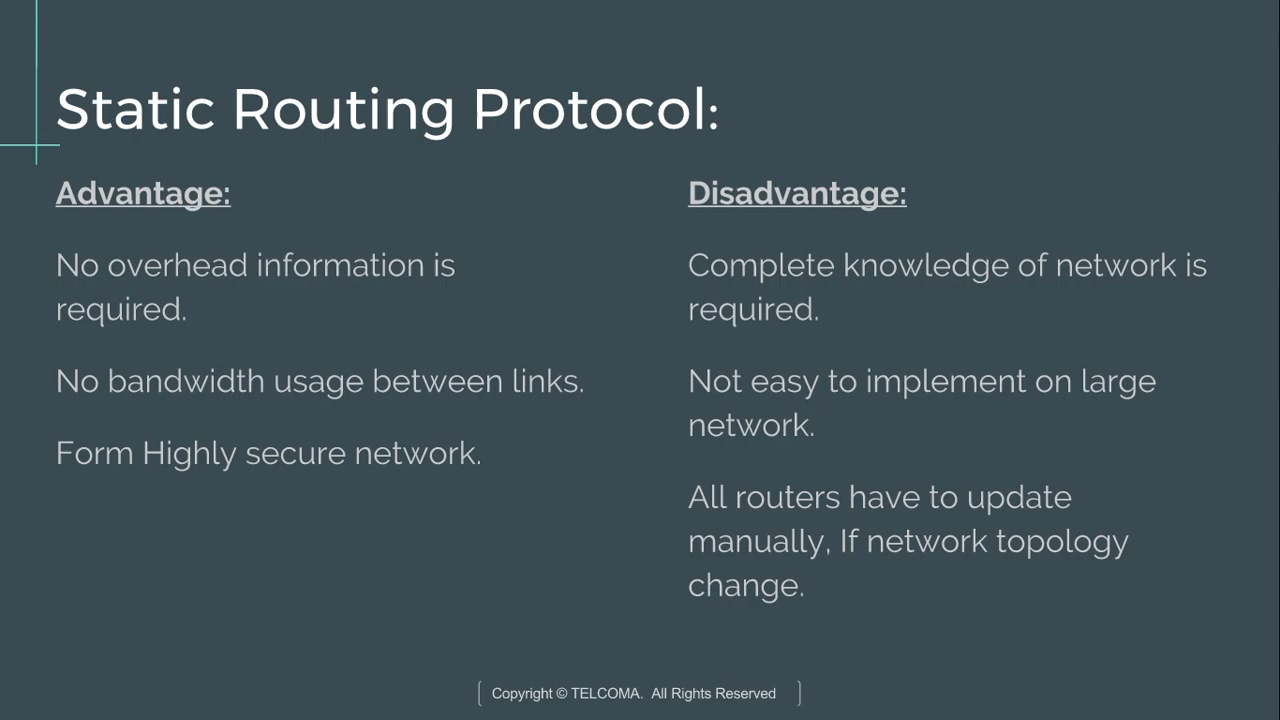 Static Routing Protocol:
Advantage:
No overhead information is
required.
No bandwidth usage between links.
Form Highly secure network.
Disadvantage:
Complete knowledge of network is
required.
Not easy to implement on large
network.
All routers have to update
manually, If network topology
change.
Copyright © TELCOMA. All Rights Reserved